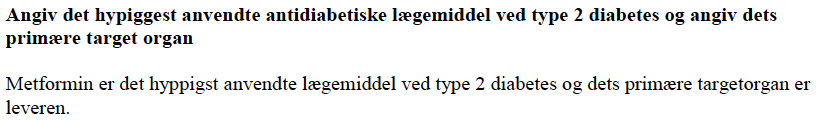 Angiv det hypiggest anvendte antidiabetiske lægemiddel ved type 2 diabetes og angiv dets
primære target organ
Metformin er det hyppigst anvendte lægemiddel ved type 2 diabetes og dets primære targetorgan er
leveren.